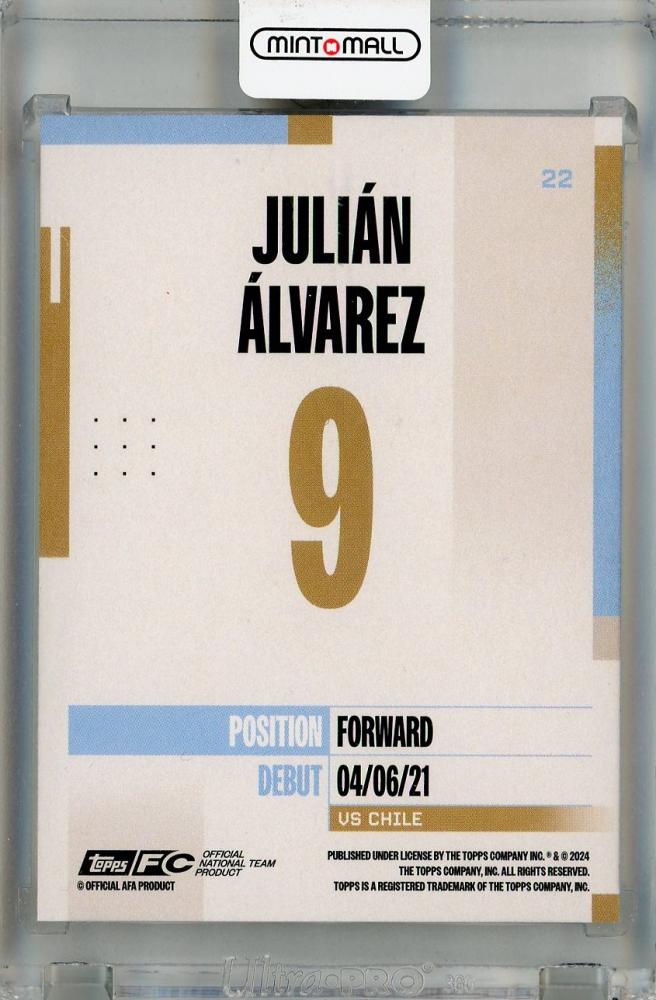 MINT MALL
22
JULIÁN
ÁLVAREZ
9
POSITION FORWARD
DEBUT 04/06/21
VS CHILE
topps FC OFFICIAL
NATIONAL TEAM
PRODUCT
© OFFICIAL AFA PRODUCT
PUBLISHED UNDER LICENSE BY THE TOPPS COMPANY INC. ® & © 2024
THE TOPPS COMPANY, INC. ALL RIGHTS RESERVED.
TOPPS IS A REGISTERED TRADEMARK OF THE TOPPS COMPANY, INC.
Ultra•PRO®